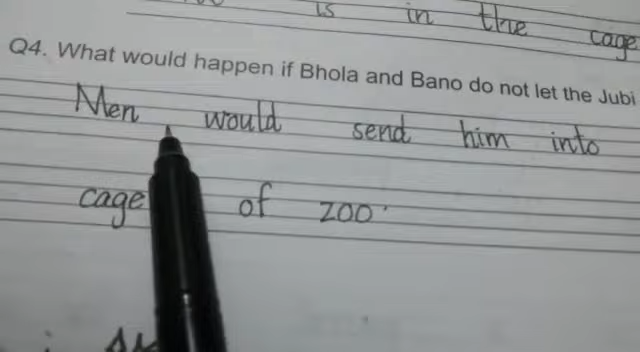 is in the cage
Q4. What would happen if Bhola and Bano do not let the Jubi
Men would send him into
cage of zoo.